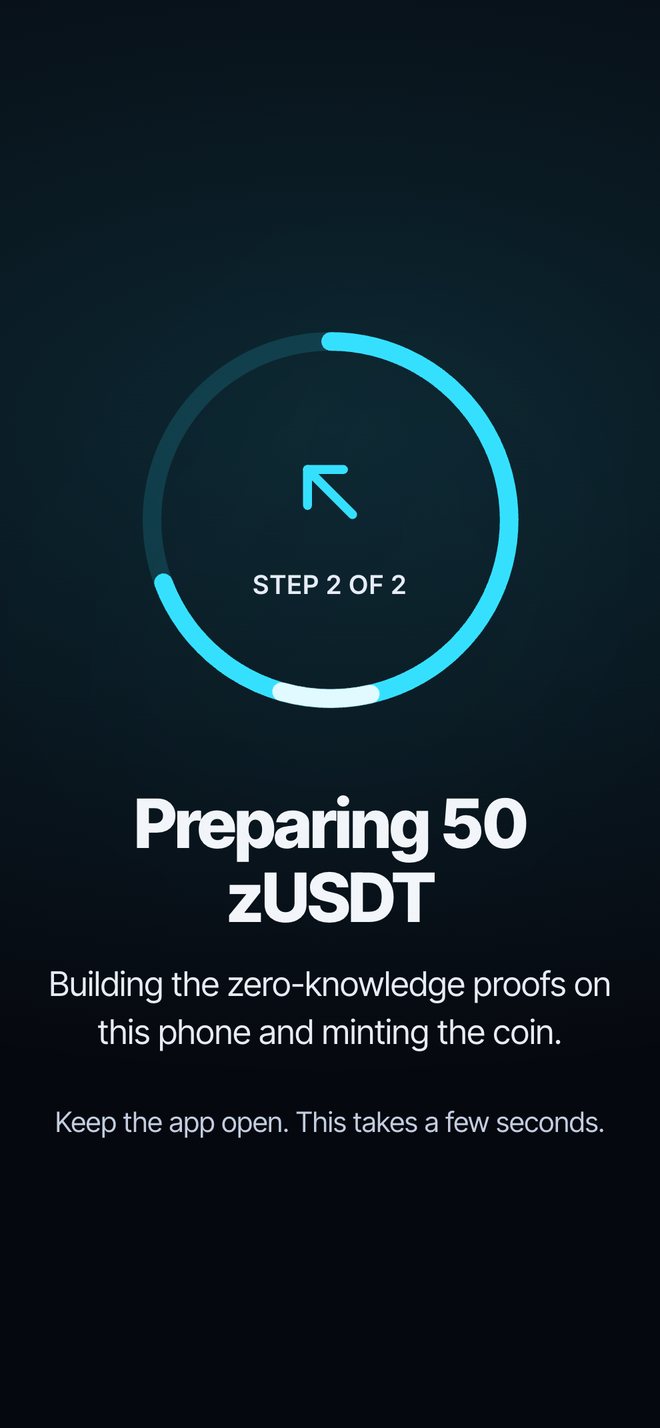 STEP 2 OF 2
Preparing 50
zUSDT
Building the zero-knowledge proofs on
this phone and minting the coin.
Keep the app open. This takes a few seconds.